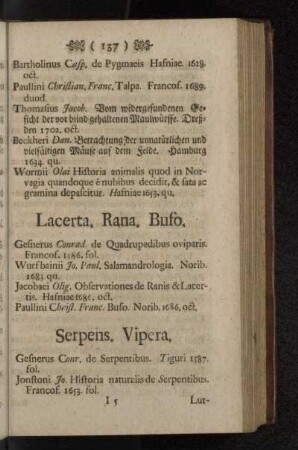 ( 137 )
Bartholinus Casp. de Pygmaeis Hafniae. 1628.
oct.
Paullini Christian, Franc, Talpa. Francof. 1689.
duod.
Thomasius Jacob. Vom widergefundenen Ge-
sicht der vor blind gehaltenen Maulwürffe. Dreß-
den 1702. oct.
Beckheri Dan. Betrachtung der unnatürlichen und
vielfältigen Mäuse auf dem Felde. Hamburg
1634. qu.
Wormii Olai Historia animalis quod in Nor-
vagia quandoque è nubibus decidit, & sata ac
gramina depascitur. Hafniae 1653. qu.
Lacerta, Rana, Bufo.
Gesnerus Conrad. de Quadrupedibus oviparis.
Francof. 1586. fol.
Wurfbainii Jo. Paul, Salamandrologia. Norib.
1683 qu.
Jacobaei Olig. Observationes de Ranis & Lacer-
tis. Hafniae 1686. oct.
Paullini Christ. Franc. Bufo. Norib. 1686, oct.
Serpens, Vipera,
Gesnerus Conr. de Serpentibus. Tiguri 1587.
fol.
Jonstoni Jo. Historia naturalis de Serpentibus.
Francof. 1653. fol.
I 5 Lut-